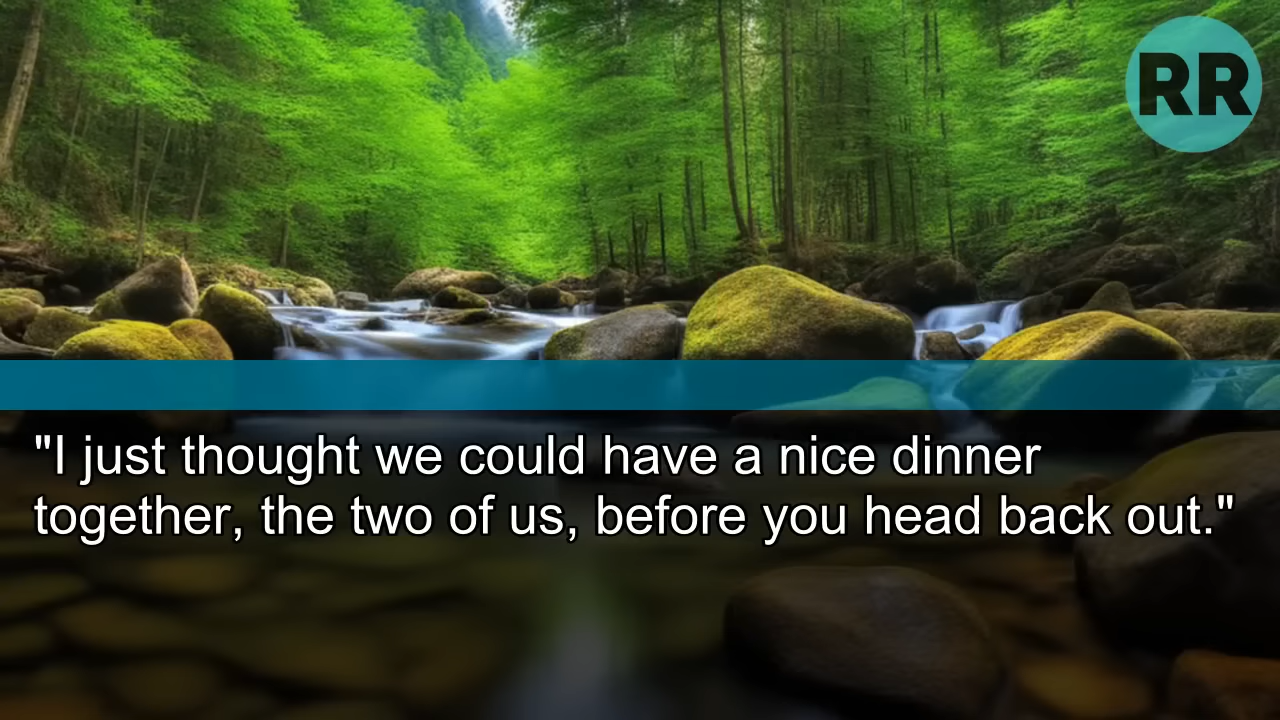 RR
"I just thought we could have a nice dinner
together, the two of us, before you head back out."